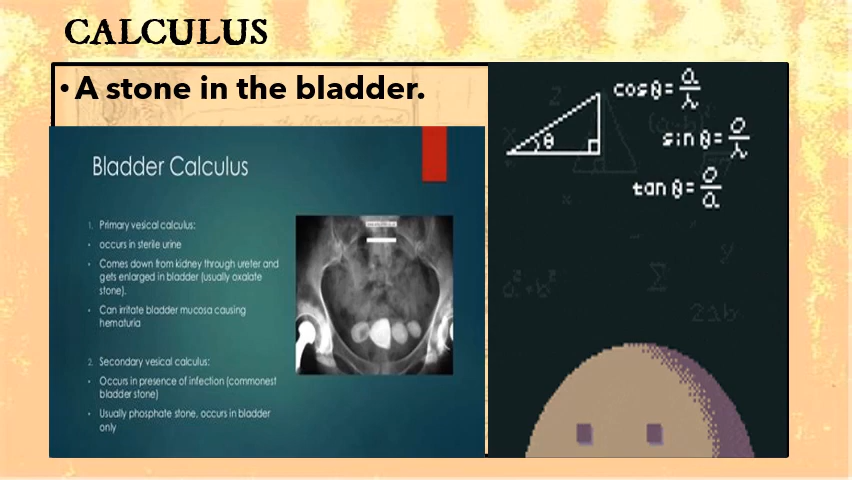 CALCULUS
• A stone in the bladder.
Bladder Calculus
1. Primary vesical calculus:
• occurs in sterile urine
• Comes down from kidney through ureter and
gets enlarged in bladder (usually oxalate
stone).
• Can irritate bladder mucosa causing
hematuria
2. Secondary vesical calculus:
• Occurs in presence of infection (commonest
bladder stone)
• Usually phosphate stone, occurs in bladder
only
cos θ = a/h
sin θ = o/h
tan θ = o/a
θ
a² + b²
Σ
y
2ab